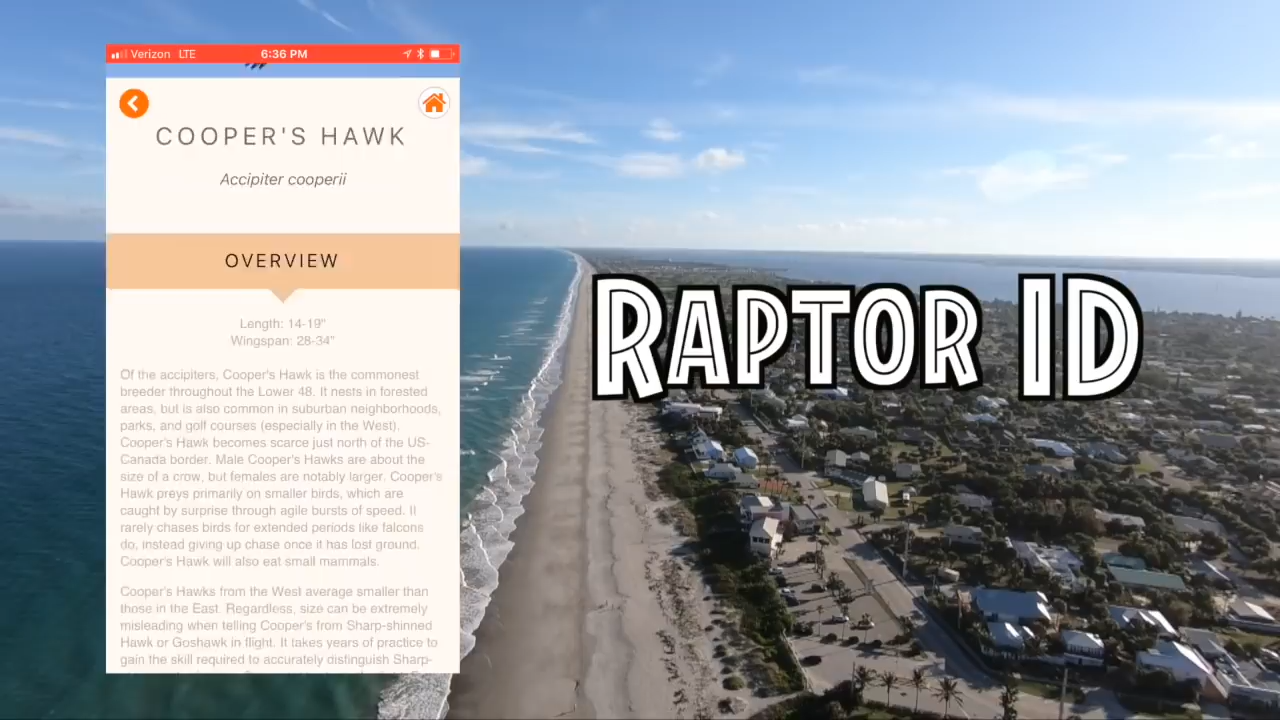 Verizon LTE 6:36 PM
COOPER'S HAWK
Accipiter cooperii
OVERVIEW
Length: 14-19"
Wingspan: 28-34"
Of the accipiters, Cooper's Hawk is the commonest
breeder throughout the Lower 48. It nests in forested
areas, but is also common in suburban neighborhoods,
parks, and golf courses (especially in the West).
Cooper's Hawk becomes scarce just north of the US-
Canada border. Male Cooper's Hawks are about the
size of a crow, but females are notably larger. Cooper's
Hawk preys primarily on smaller birds, which are
caught by surprise through agile bursts of speed. It
rarely chases birds for extended periods like falcons
do, instead giving up chase once it has lost ground.
Cooper's Hawk will also eat small mammals.
Cooper's Hawks from the West average smaller than
those in the East. Regardless, size can be extremely
misleading when telling Cooper's from Sharp-shinned
Hawk or Goshawk in flight. It takes years of practice to
gain the skill required to accurately distinguish Sharp-
RAPTOR ID